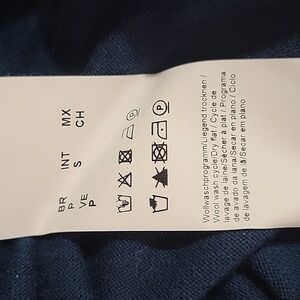 BR INT MX
P S CH
VE
P
Wollwaschprogramm/Liegend trocknen /
Wool wash cycle/Dry flat / Cycle de
lavage de laine/Sécher à plat / Programa
de lavado da lana/Secar en plano / Ciclo
de lavagem de lã/Secar em plano